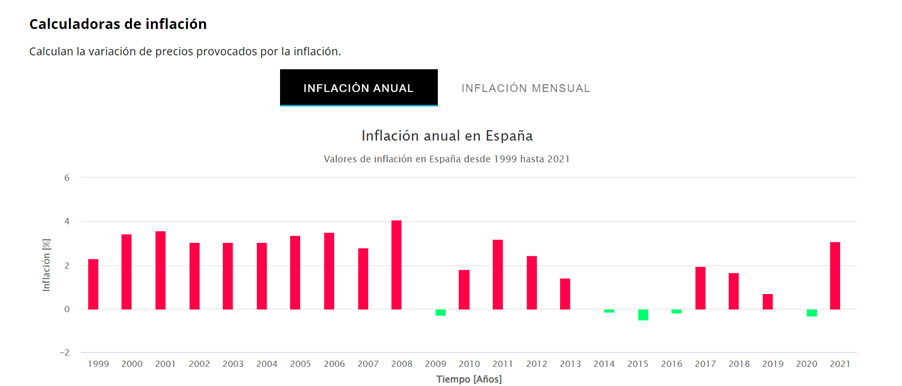 Calculadoras de inflación
Calculan la variación de precios provocados por la inflación.
INFLACIÓN ANUAL INFLACIÓN MENSUAL
Inflación anual en España
Valores de inflación en España desde 1999 hasta 2021
6
4
2
0
−2
Inflación [%]
1999 2000 2001 2002 2003 2004 2005 2006 2007 2008 2009 2010 2011 2012 2013 2014 2015 2016 2017 2018 2019 2020 2021
Tiempo [Años]